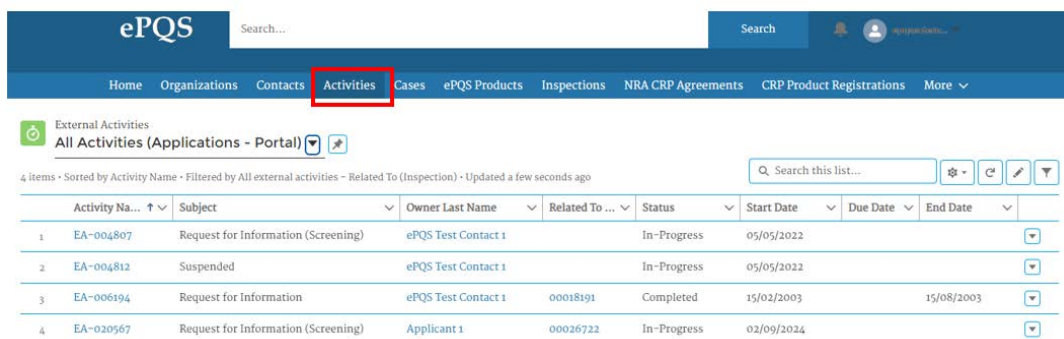 ePQS Search... Search
Home Organizations Contacts Activities Cases ePQS Products Inspections NRA CRP Agreements CRP Product Registrations More
External Activities
All Activities (Applications - Portal)
4 items • Sorted by Activity Name • Filtered by All external activities - Related To (Inspection) • Updated a few seconds ago Search this list...
Activity Na... Subject Owner Last Name Related To ... Status Start Date Due Date End Date
1 EA-004807 Request for Information (Screening) ePQS Test Contact 1 In-Progress 05/05/2022
2 EA-004812 Suspended ePQS Test Contact 1 In-Progress 05/05/2022
3 EA-006194 Request for Information ePQS Test Contact 1 00018191 Completed 15/02/2003 15/08/2003
4 EA-020567 Request for Information (Screening) Applicant 1 00026722 In-Progress 02/09/2024